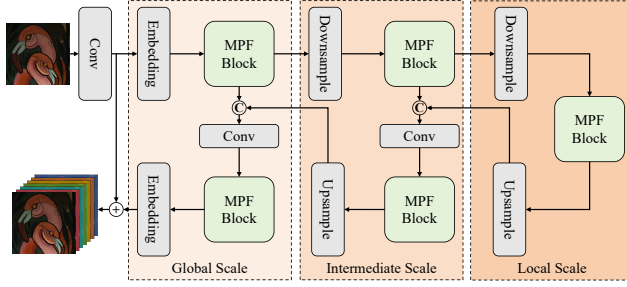 Conv
Embedding
MPF
Block
Downsample
MPF
Block
Downsample
MPF
Block
C
Conv
C
Conv
Embedding
MPF
Block
Upsample
MPF
Block
Upsample
+
Global Scale
Intermediate Scale
Local Scale